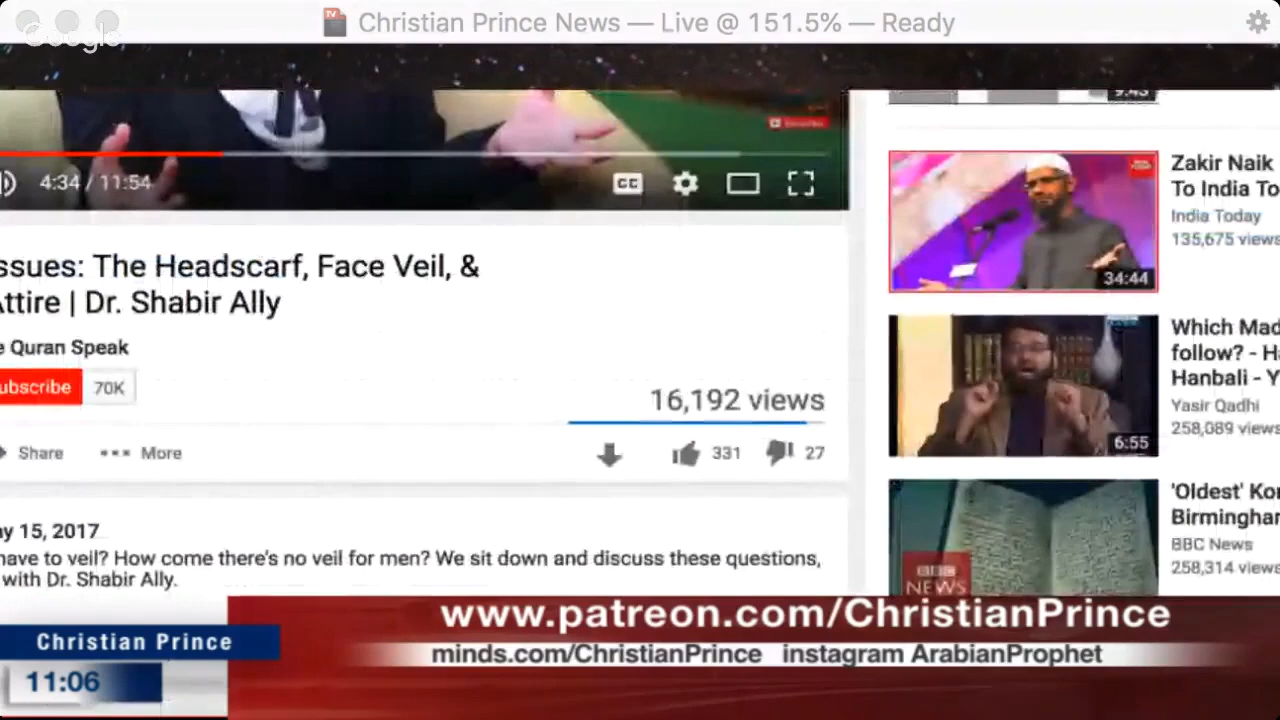 Christian Prince News — Live @ 151.5% — Ready
Google
9:43
4:34 / 11:54
CC
ssues: The Headscarf, Face Veil, &
Attire | Dr. Shabir Ally
e Quran Speak
ubscribe 70K
16,192 views
Share ••• More
331 27
ay 15, 2017
have to veil? How come there's no veil for men? We sit down and discuss these questions,
with Dr. Shabir Ally.
Zakir Naik
To India To
India Today
135,675 views
34:44
Which Mad
follow? - Ha
Hanbali - Y
Yasir Qadhi
258,089 views
6:55
'Oldest' Kor
Birmingham
BBC News
258,314 views
BBC
NEWS
www.patreon.com/ChristianPrince
minds.com/ChristianPrince instagram ArabianProphet
Christian Prince
11:06